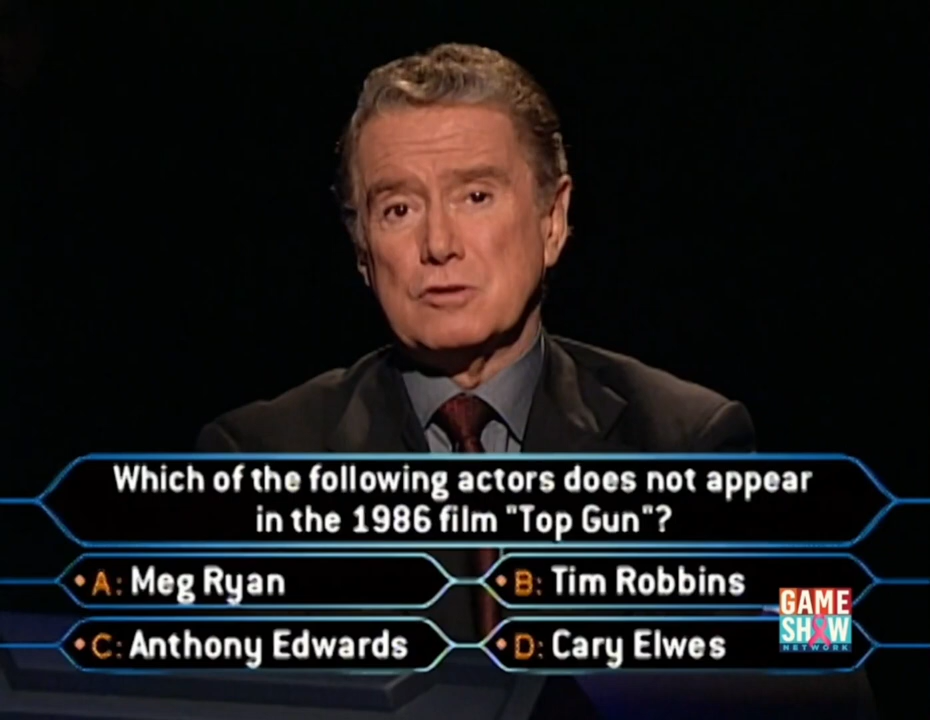 Which of the following actors does not appear
in the 1986 film "Top Gun"?
A: Meg Ryan
B: Tim Robbins
C: Anthony Edwards
D: Cary Elwes
GAME
SHOW
NETWORK